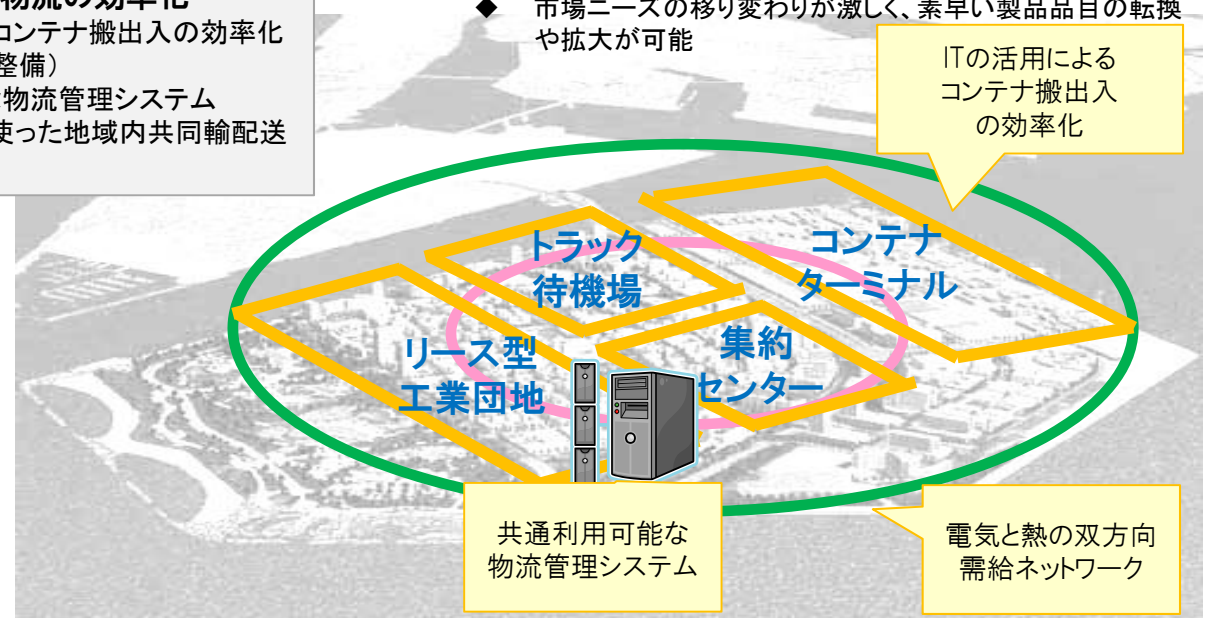 物流の効率化
コンテナ搬出入の効率化
整備）
物流管理システム
使った地域内共同輸配送
◆ 市場ニーズの移り変わりが激しく、素早い製品品目の転換
や拡大が可能
ITの活用による
コンテナ搬出入
の効率化
トラック
待機場
コンテナ
ターミナル
リース型
工業団地
集約
センター
共通利用可能な
物流管理システム
電気と熱の双方向
需給ネットワーク